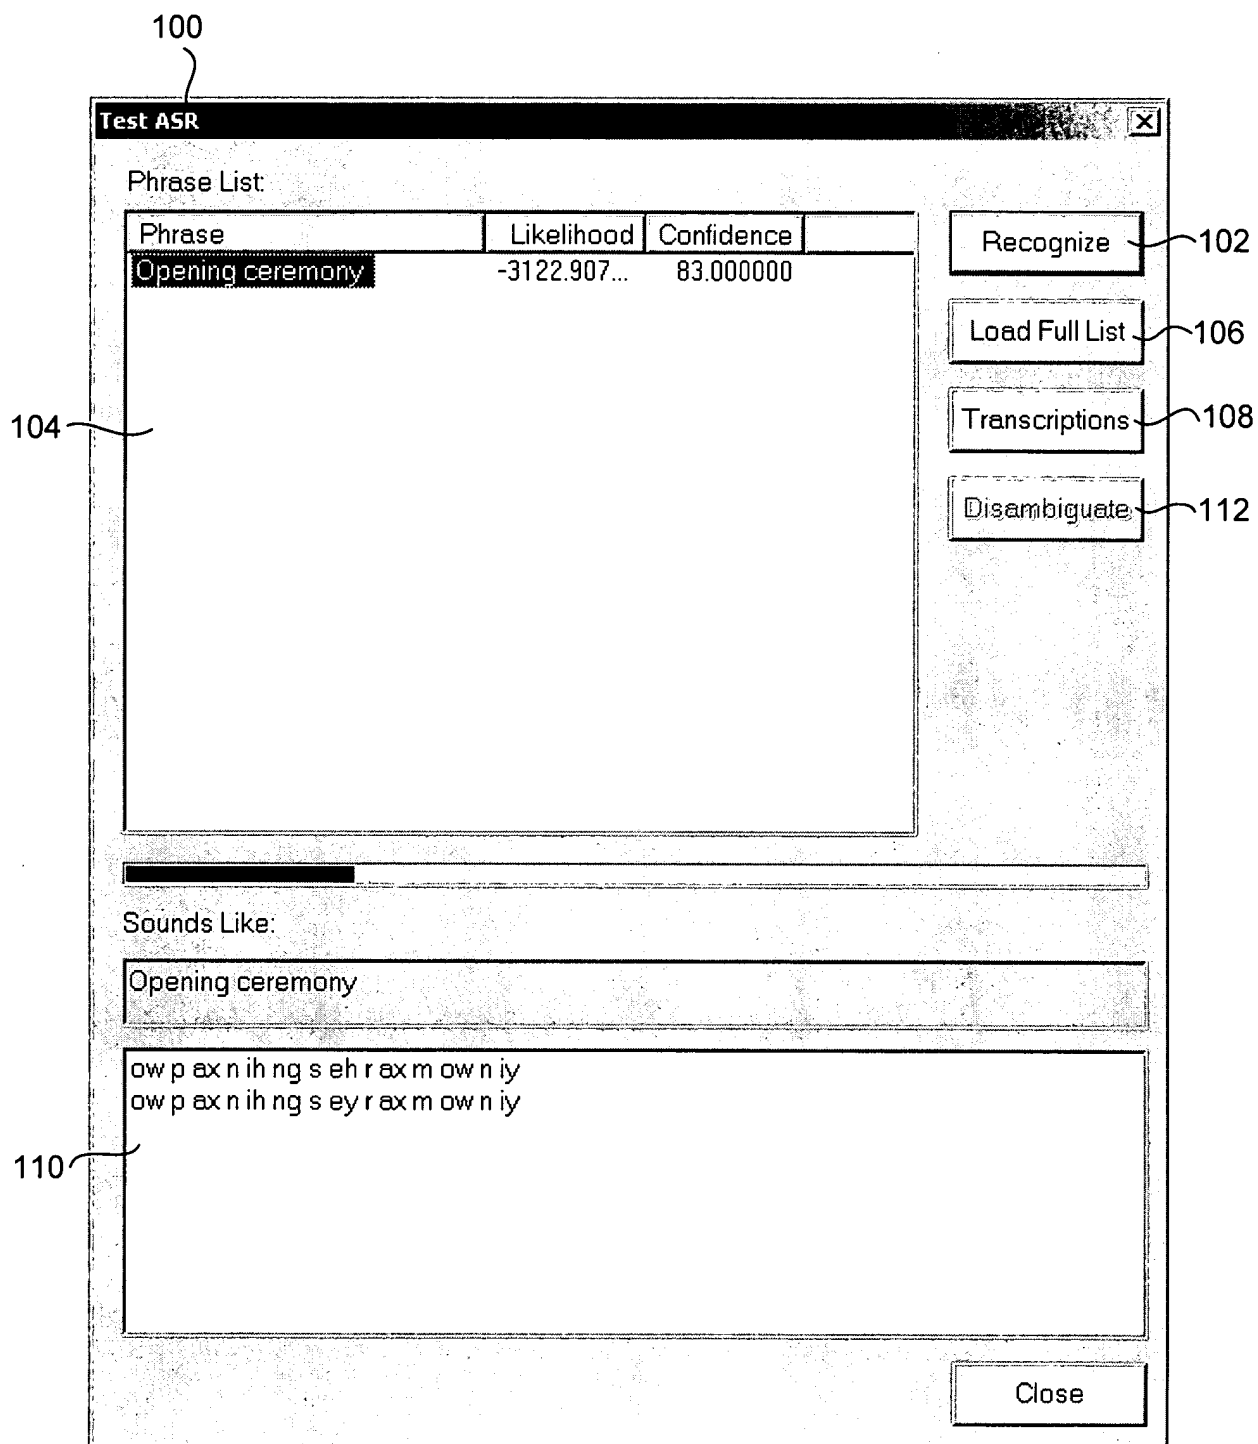 100
Test ASR
Phrase List:
Phrase Likelihood Confidence
Opening ceremony -3122.907... 83.000000
Recognize 102
Load Full List 106
Transcriptions 108
104
Disambiguate 112
Sounds Like:
Opening ceremony
ow p ax n ih ng s eh r ax m ow n iy
ow p ax n ih ng s ey r ax m ow n iy
110
Close